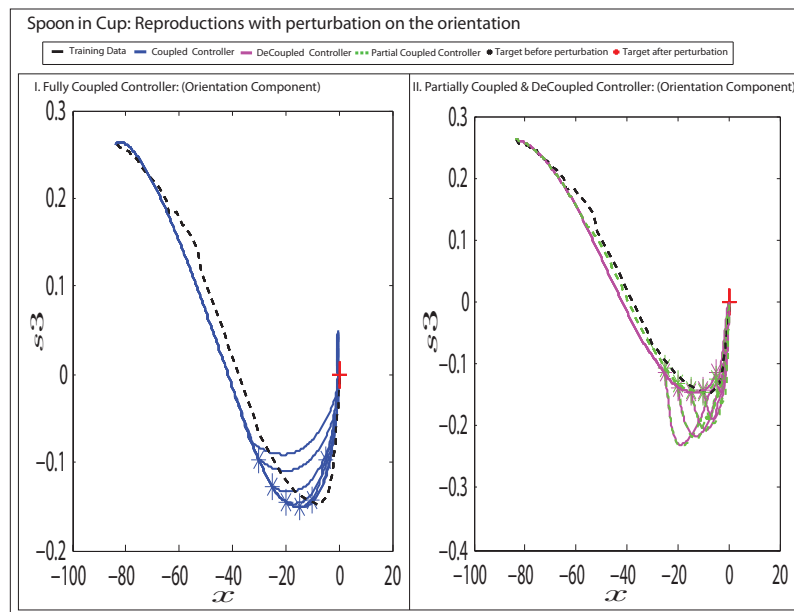 Spoon in Cup: Reproductions with perturbation on the orientation
Training Data Coupled Controller DeCoupled Controller Partial Coupled Controller Target before perturbation Target after perturbation
I. Fully Coupled Controller: (Orientation Component)
0.3
0.2
0.1
0
−0.1
−0.2
s3
−100 −80 −60 −40 −20 0 20
x
II. Partially Coupled & DeCoupled Controller: (Orientation Component)
0.3
0.2
0.1
0
−0.1
−0.2
−0.3
−0.4
s3
−100 −80 −60 −40 −20 0 20
x